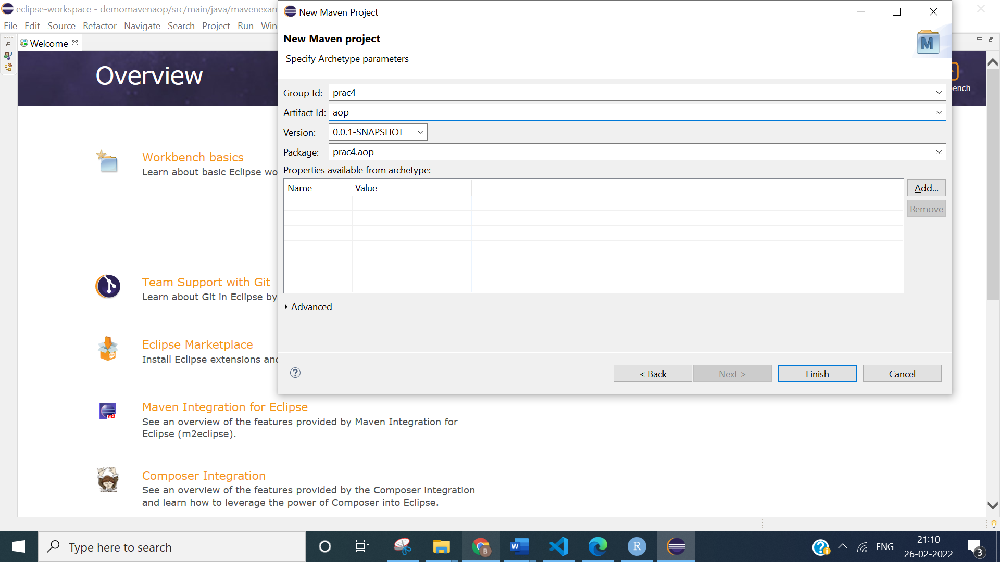 eclipse-workspace - demomavenaop/src/main/java/mavenexam
File Edit Source Refactor Navigate Search Project Run
Welcome
Overview
Workbench basics
Learn about basic Eclipse
Team Support with Git
Learn about Git in Eclipse by
Eclipse Marketplace
Install Eclipse extensions
Maven Integration for Eclipse
See an overview of the features provided by Maven Integration for
Eclipse (m2eclipse).
Composer Integration
See an overview of the features provided by the Composer integration
and learn how to leverage the power of Composer into Eclipse.
New Maven Project
New Maven project
Specify Archetype parameters
M
Group Id: prac4
Artifact Id: aop
Version: 0.0.1-SNAPSHOT
Package: prac4.aop
Properties available from archetype:
Name Value
Add...
Remove
Advanced
?
< Back Next > Finish Cancel
m2
Type here to search
B
W
R
?
ENG
21:10
26-02-2022
3